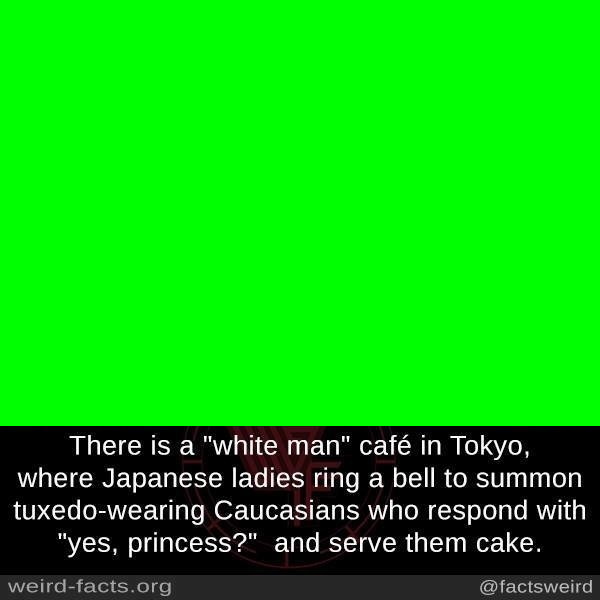 There is a "white man" café in Tokyo,
where Japanese ladies ring a bell to summon
tuxedo-wearing Caucasians who respond with
"yes, princess?"  and serve them cake.
weird-facts.org
@factsweird